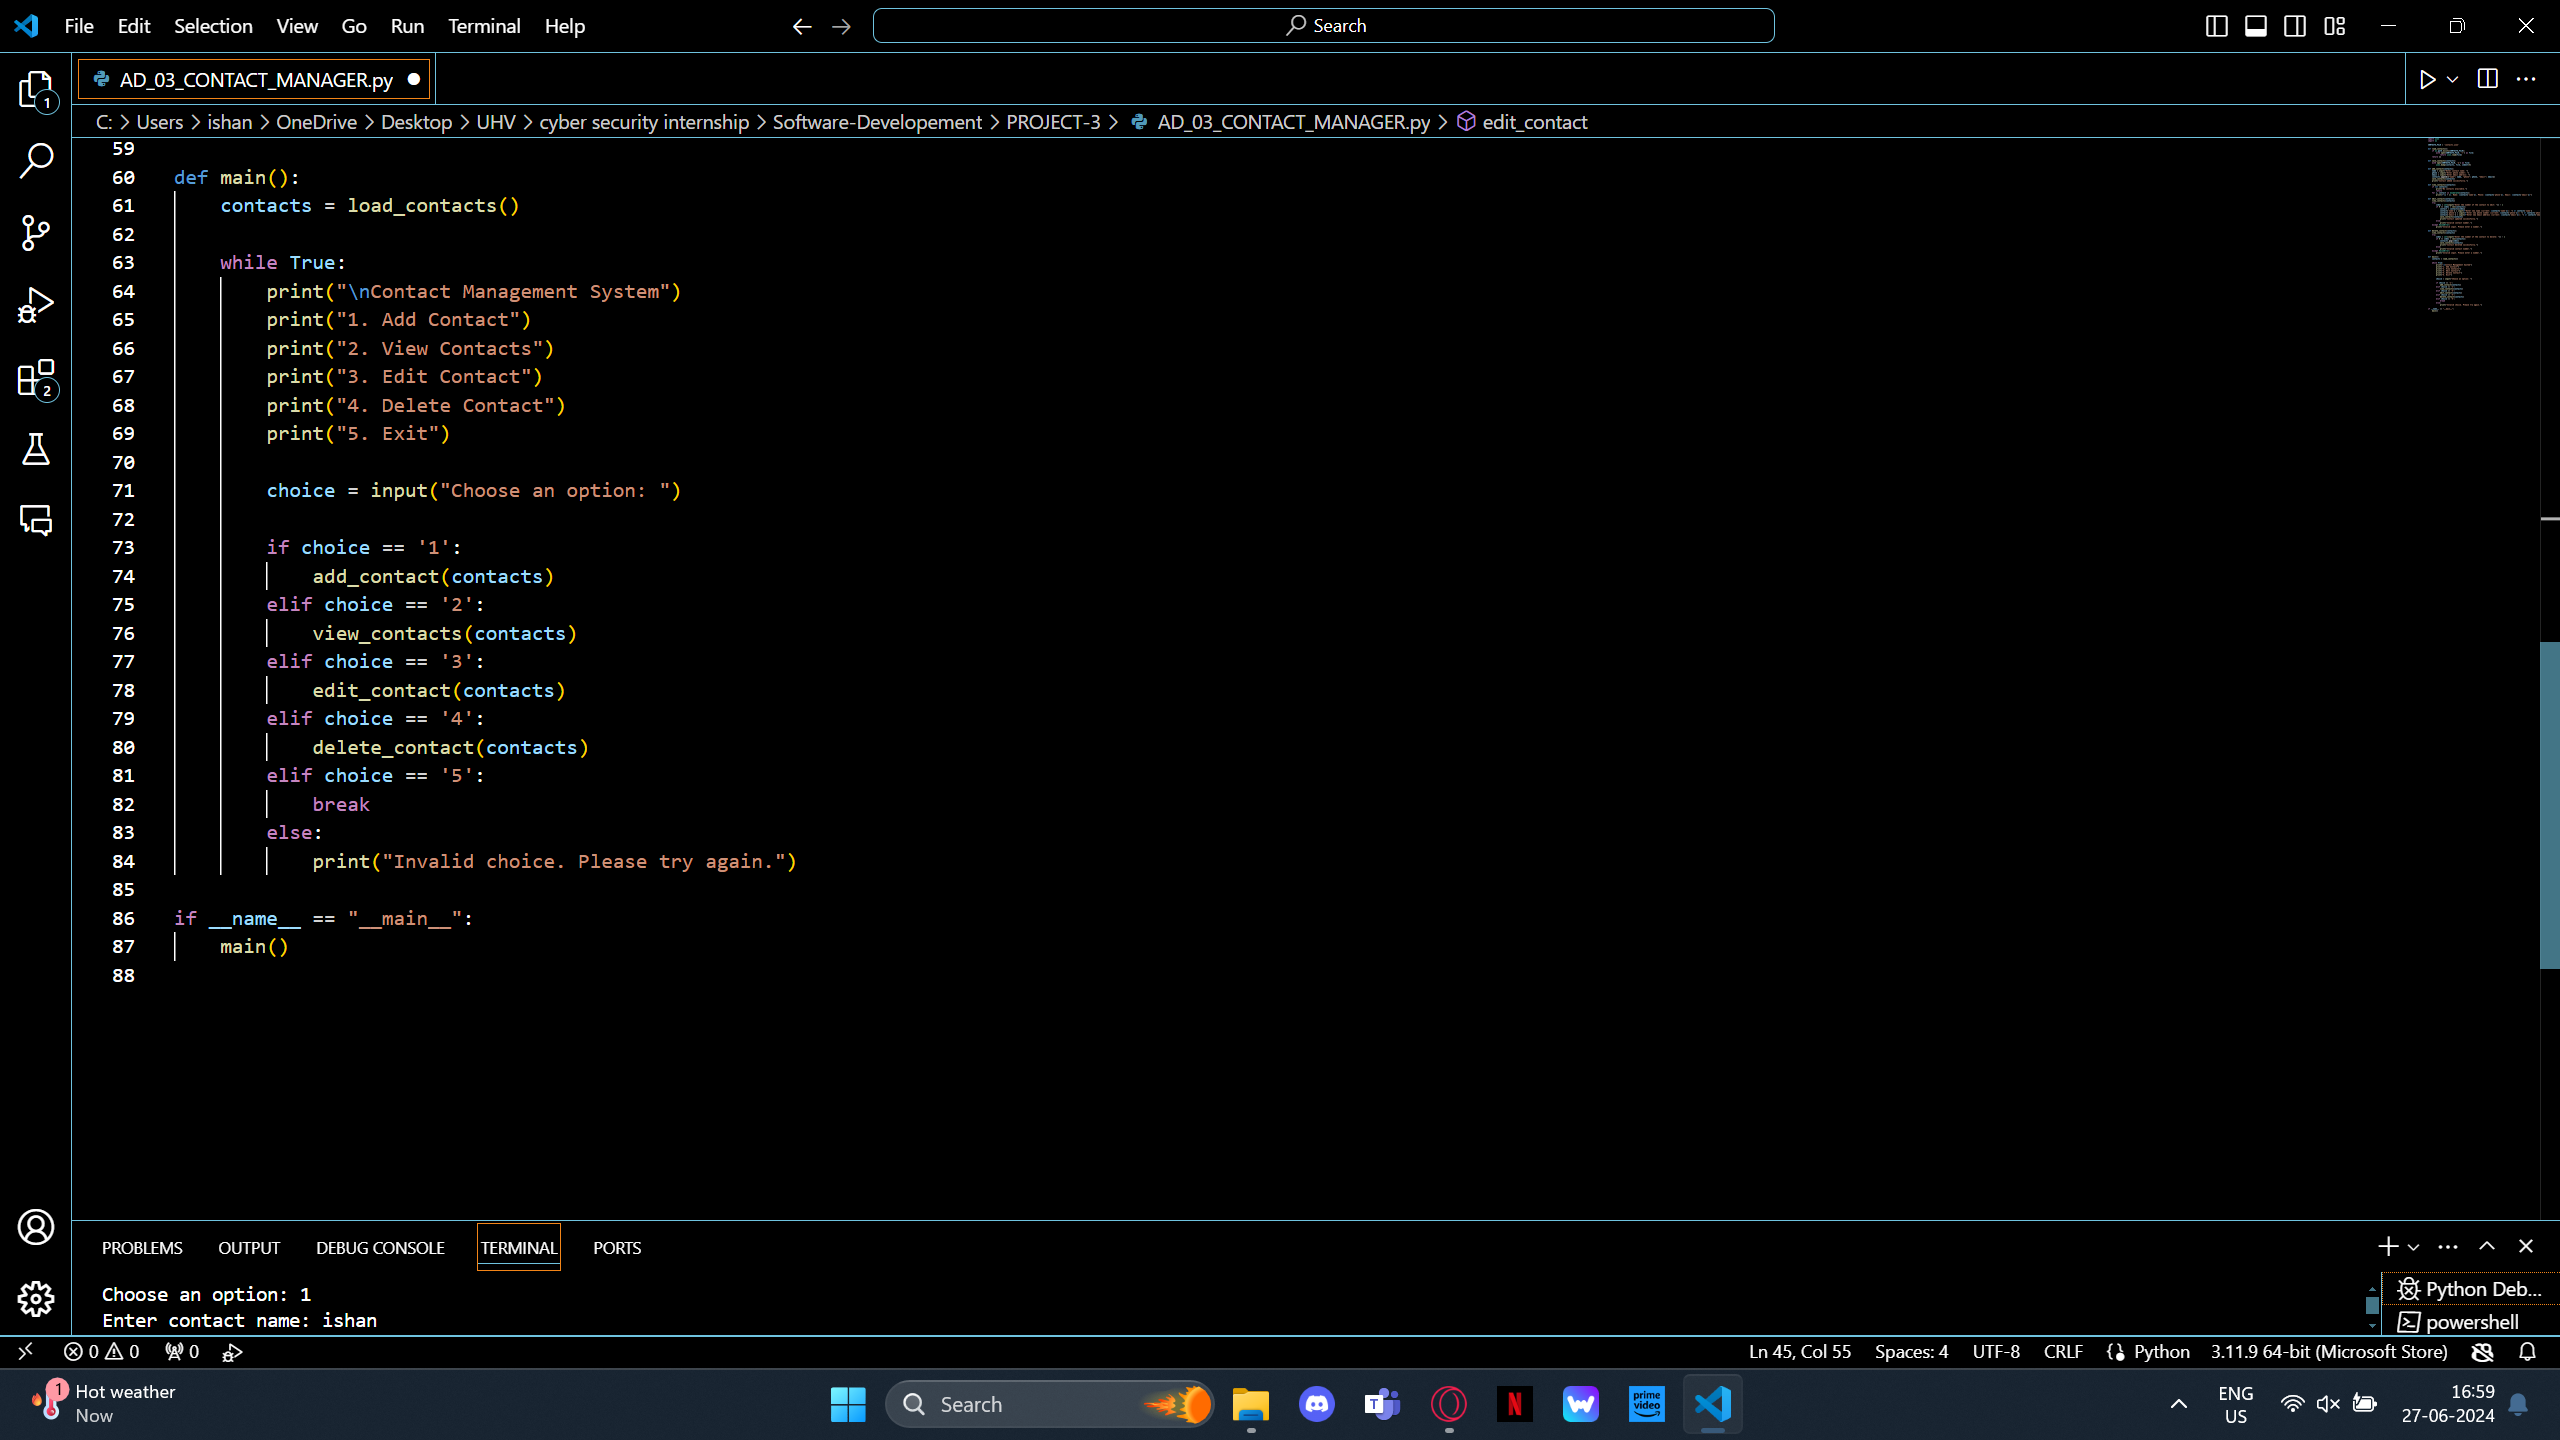 File Edit Selection View Go Run Terminal Help
Search
AD_03_CONTACT_MANAGER.py
C: > Users > ishan > OneDrive > Desktop > UHV > cyber security internship > Software-Developement > PROJECT-3 > AD_03_CONTACT_MANAGER.py > edit_contact
59
60 def main():
61     contacts = load_contacts()
62
63     while True:
64         print("\nContact Management System")
65         print("1. Add Contact")
66         print("2. View Contacts")
67         print("3. Edit Contact")
68         print("4. Delete Contact")
69         print("5. Exit")
70
71         choice = input("Choose an option: ")
72
73         if choice == '1':
74             add_contact(contacts)
75         elif choice == '2':
76             view_contacts(contacts)
77         elif choice == '3':
78             edit_contact(contacts)
79         elif choice == '4':
80             delete_contact(contacts)
81         elif choice == '5':
82             break
83         else:
84             print("Invalid choice. Please try again.")
85
86 if __name__ == "__main__":
87     main()
88
1
2
PROBLEMS OUTPUT DEBUG CONSOLE TERMINAL PORTS
Choose an option: 1
Enter contact name: ishan
Python Deb...
powershell
0 0 0
Ln 45, Col 55 Spaces: 4 UTF-8 CRLF Python 3.11.9 64-bit (Microsoft Store)
1
Hot weather
Now
Search
prime video
ENG
US
16:59
27-06-2024